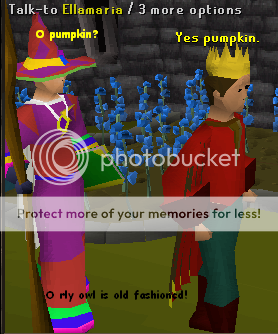 Talk-to Ellamaria / 3 more options
O pumpkin?
Yes pumpkin.
photobucket
Protect more of your memories for less!
O rly owl is old fashioned!